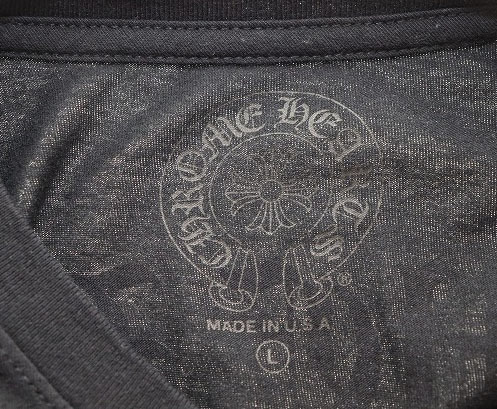 CHROME HEARTS
®
MADE IN U.S.A
L